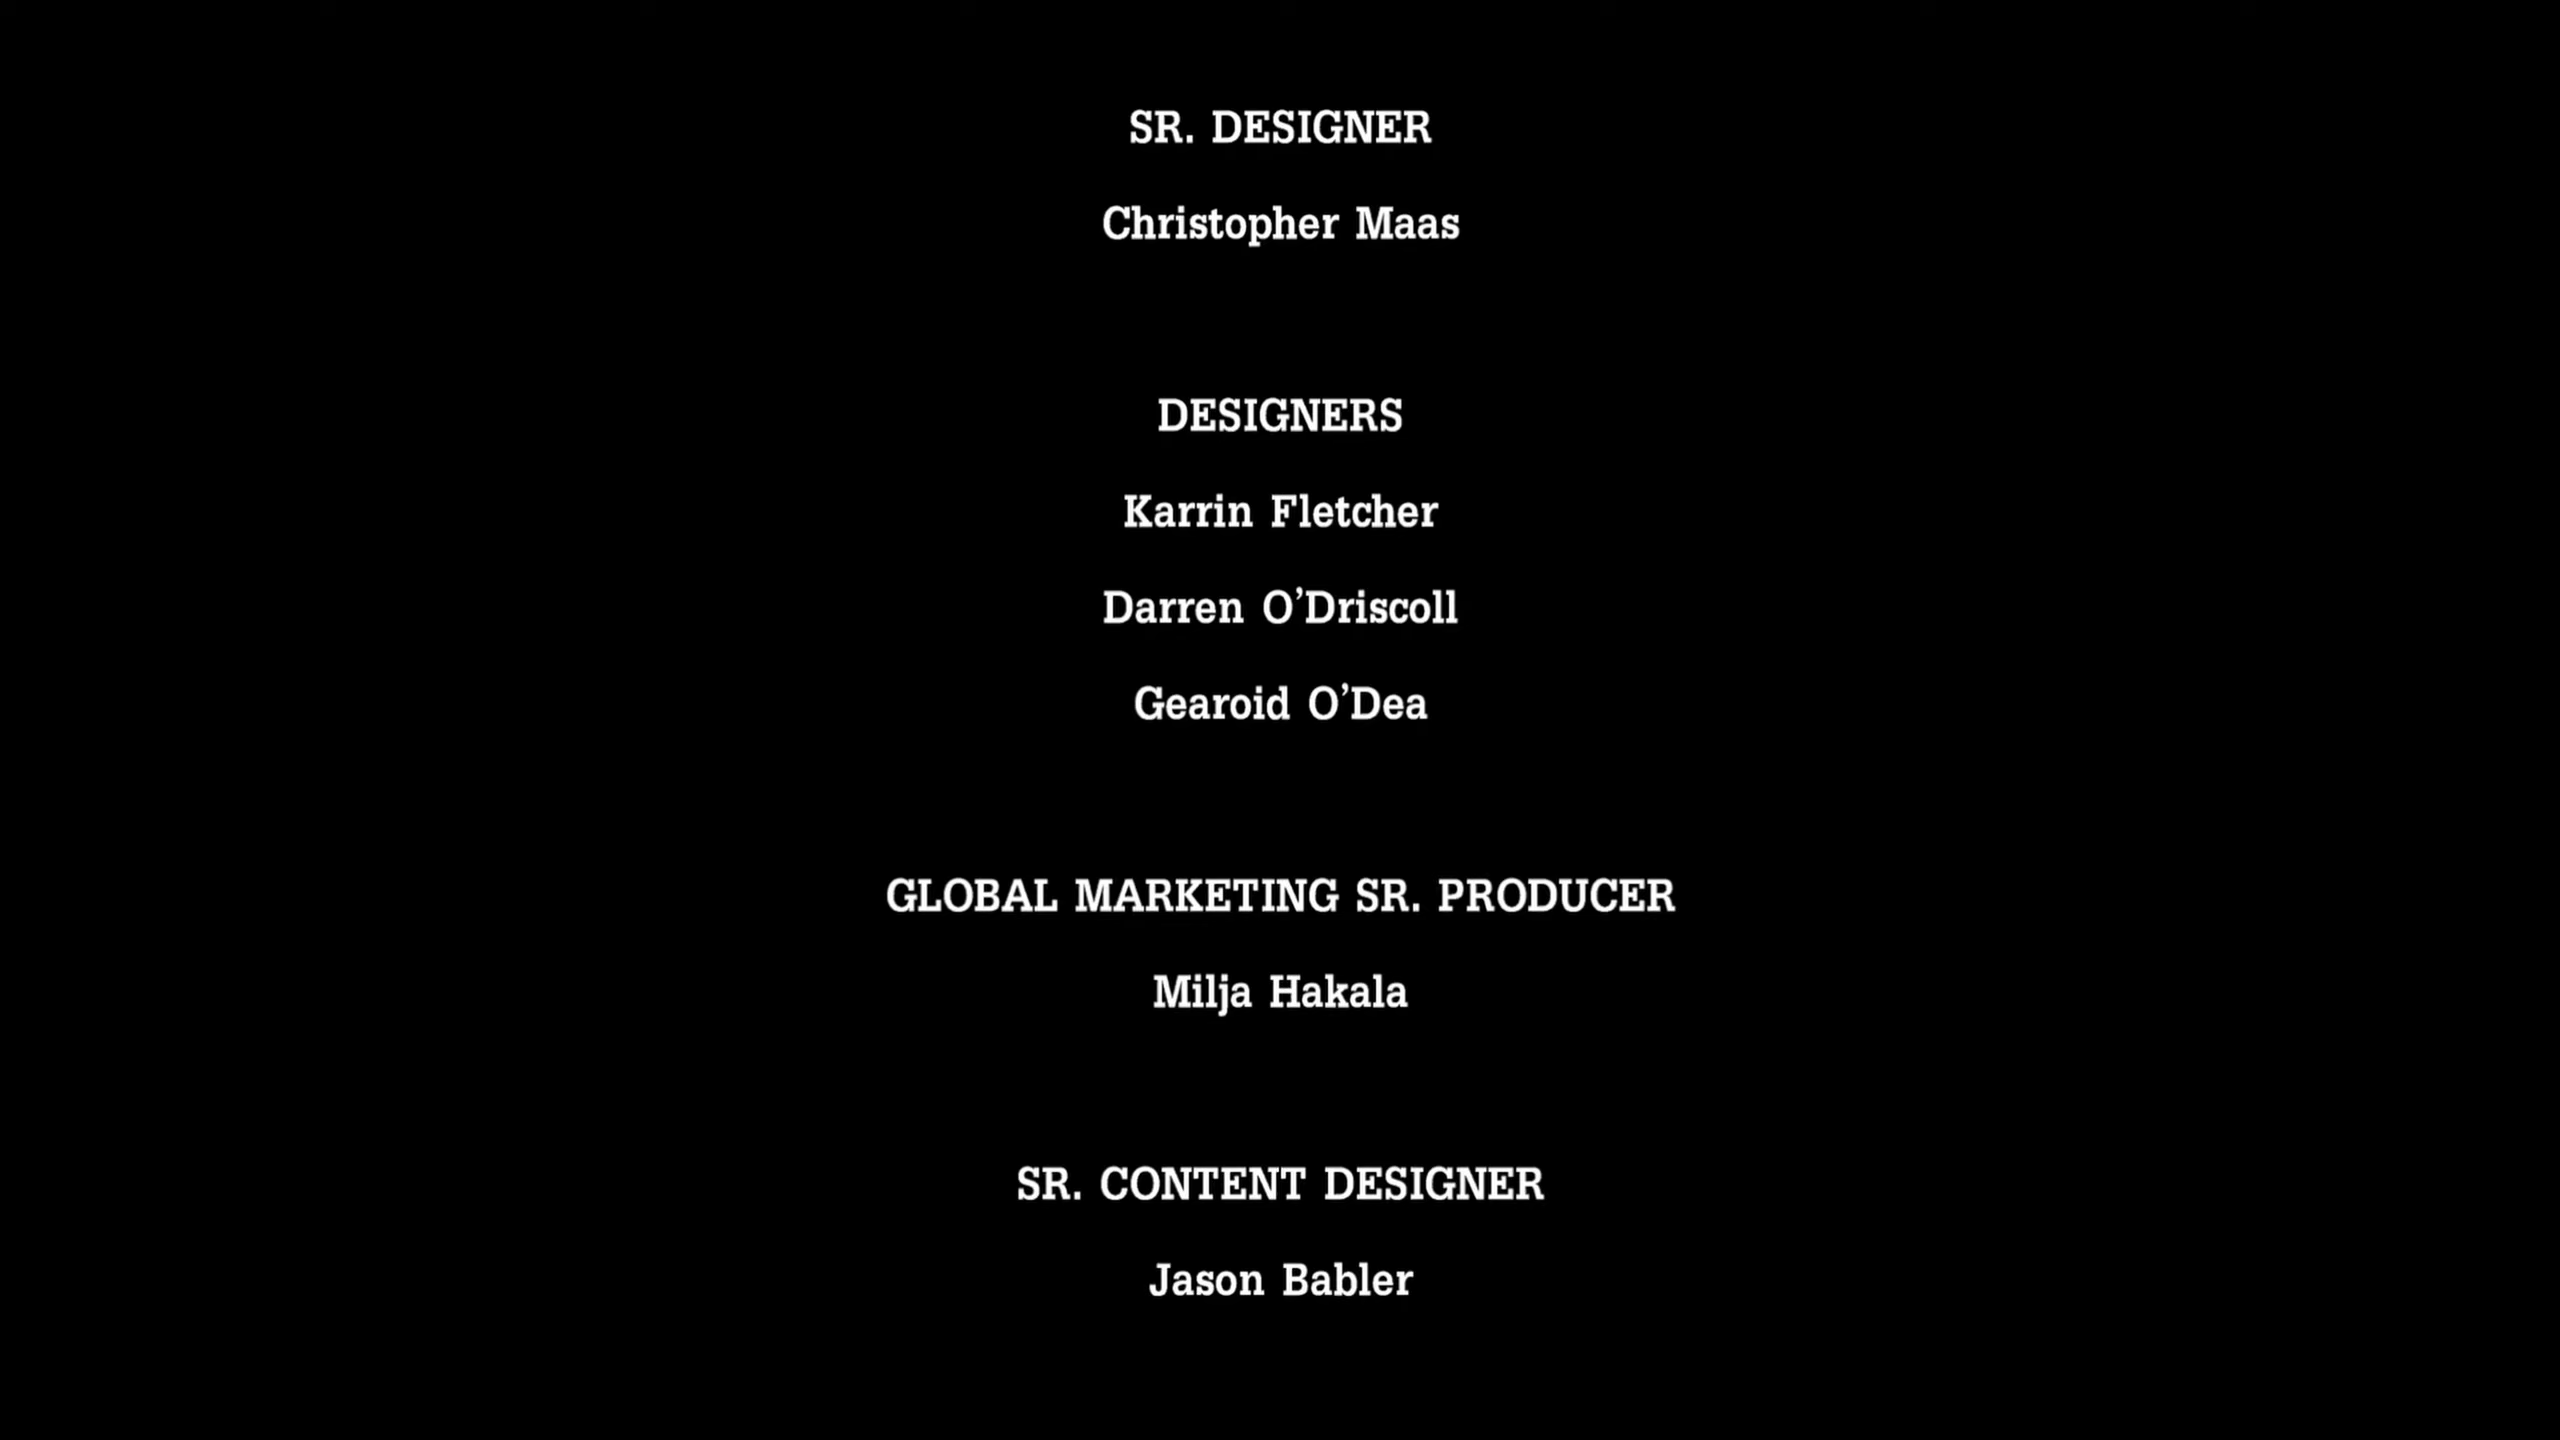 SR. DESIGNER
Christopher Maas
DESIGNERS
Karrin Fletcher
Darren O’Driscoll
Gearoid O’Dea
GLOBAL MARKETING SR. PRODUCER
Milja Hakala
SR. CONTENT DESIGNER
Jason Babler